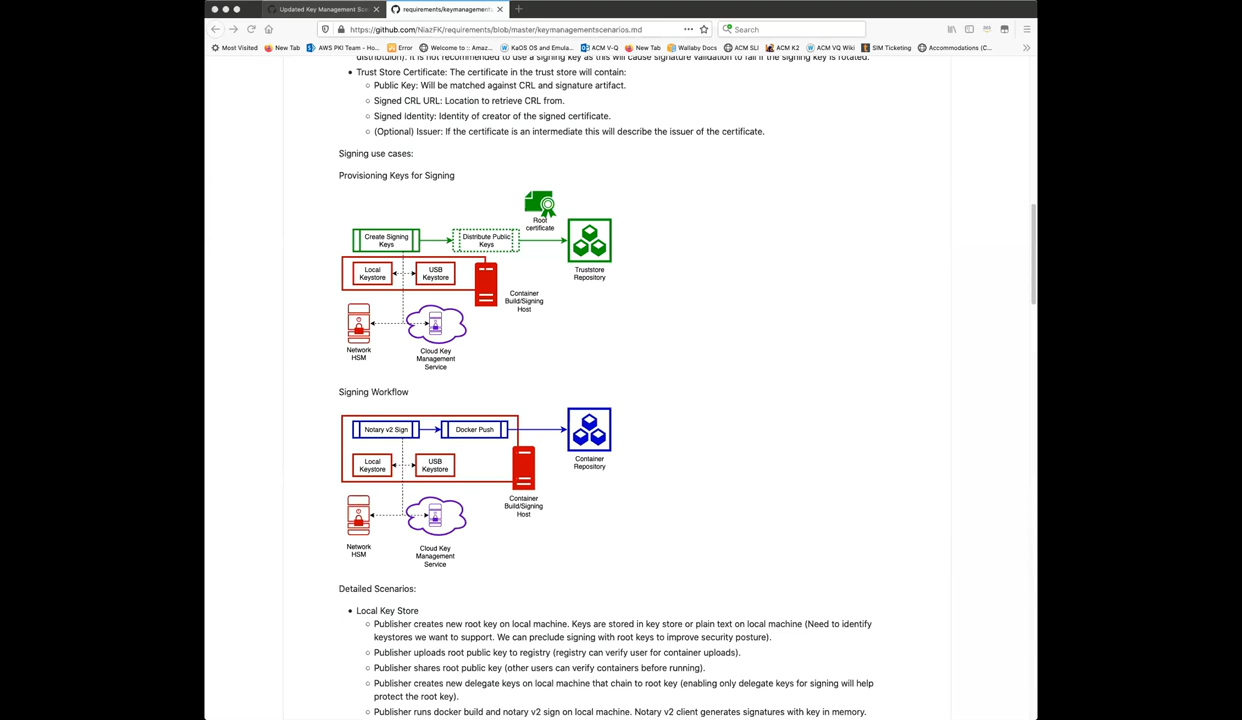 Updated Key Management Sce
requirements/keymanagements
https://github.com/NiazFK/requirements/blob/master/keymanagementscenarios.md
Search
Most Visited
New Tab
AWS PKI Team - Ho...
Error
Welcome to :: Amaz...
KaOS OS and Emul...
ACM V-Q
New Tab
Wallaby Docs
ACM SLI
ACM K2
ACM VQ Wiki
SIM Ticketing
Accommodations (C...
distribution). It is not recommended to use a signing key as this will cause signature validation to fail if the signing key is rotated.
• Trust Store Certificate: The certificate in the trust store will contain:
○ Public Key: Will be matched against CRL and signature artifact.
○ Signed CRL URL: Location to retrieve CRL from.
○ Signed Identity: Identity of creator of the signed certificate.
○ (Optional) Issuer: If the certificate is an intermediate this will describe the issuer of the certificate.
Signing use cases:
Provisioning Keys for Signing
Root
certificate
Create Signing
Keys
Distribute Public
Keys
Local
Keystore
USB
Keystore
Truststore
Repository
Container
Build/Signing
Host
Network
HSM
Cloud Key
Management
Service
Signing Workflow
Notary v2 Sign
Docker Push
Local
Keystore
USB
Keystore
Container
Repository
Container
Build/Signing
Host
Network
HSM
Cloud Key
Management
Service
Detailed Scenarios:
• Local Key Store
○ Publisher creates new root key on local machine. Keys are stored in key store or plain text on local machine (Need to identify
keystores we want to support. We can preclude signing with root keys to improve security posture).
○ Publisher uploads root public key to registry (registry can verify user for container uploads).
○ Publisher shares root public key (other users can verify containers before running).
○ Publisher creates new delegate keys on local machine that chain to root key (enabling only delegate keys for signing will help
protect the root key).
○ Publisher runs docker build and notary v2 sign on local machine. Notary v2 client generates signatures with key in memory.